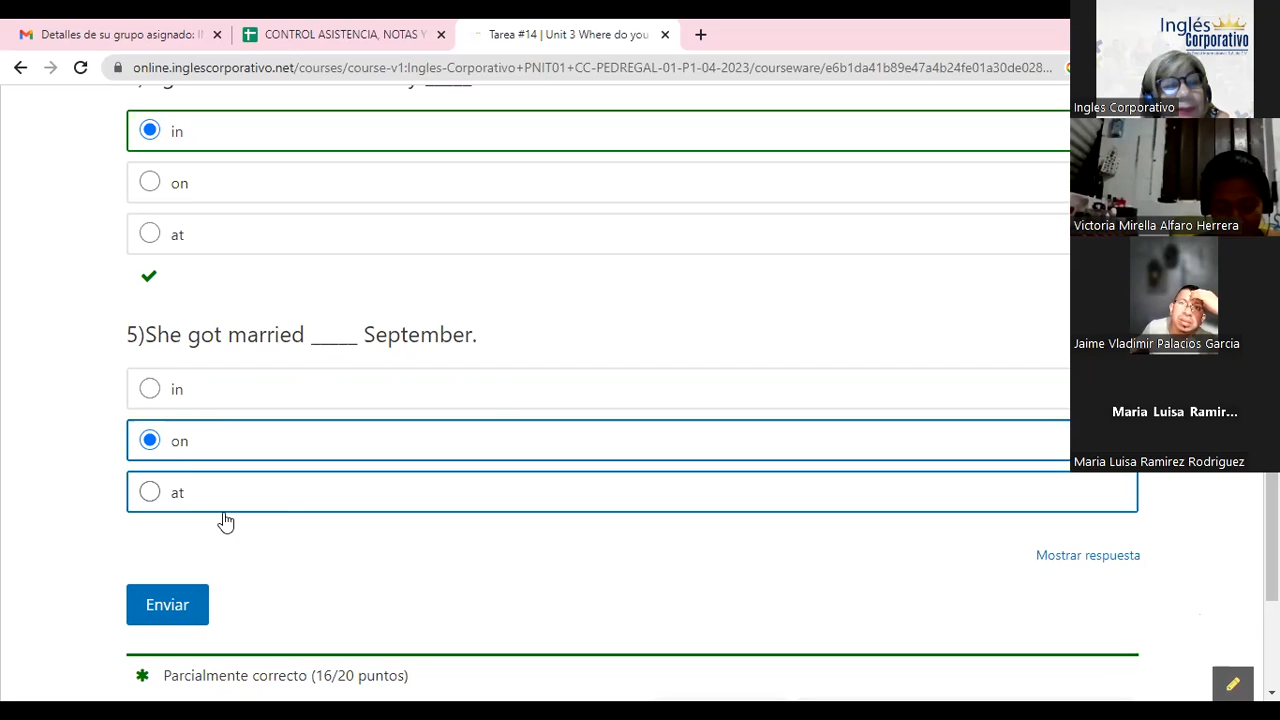 Detalles de su grupo asignado: I
CONTROL ASISTENCIA, NOTAS Y
Tarea #14 | Unit 3 Where do you
online.inglescorporativo.net/courses/course-v1:Ingles-Corporativo+PNIT01+CC-PEDREGAL-01-P1-04-2023/courseware/e6b1da41b89e47a4b24fe01a30de028...
in
on
at
5)She got married _____ September.
in
on
at
Mostrar respuesta
Enviar
Parcialmente correcto (16/20 puntos)
Inglés
Corporativo
Ingles Corporativo
Victoria Mirella Alfaro Herrera
Jaime Vladimir Palacios Garcia
Maria Luisa Ramir...
Maria Luisa Ramirez Rodriguez